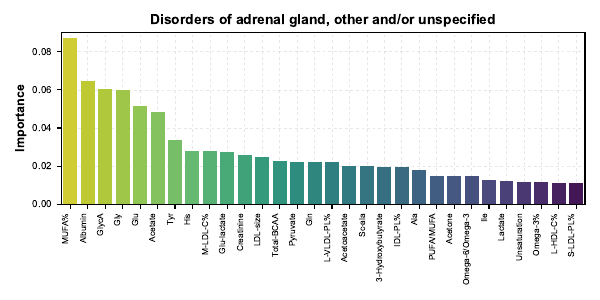 Disorders of adrenal gland, other and/or unspecified
Importance
0.08
0.06
0.04
0.02
0.00
MUFA%
Albumin
GlycA
Gly
Glu
Acetate
Tyr
His
M-LDL-C%
Glu-lactate
Creatinine
LDL-size
Total-BCAA
Pyruvate
Gln
L-VLDL-PL%
Acetoacetate
3-Hydroxybutyrate
IDL-PL%
Ala
PUFA/MUFA
Acetone
Omega-6/Omega-3
Ile
Lactate
Unsaturation
Omega-3%
L-HDL-C%
S-LDL-PL%